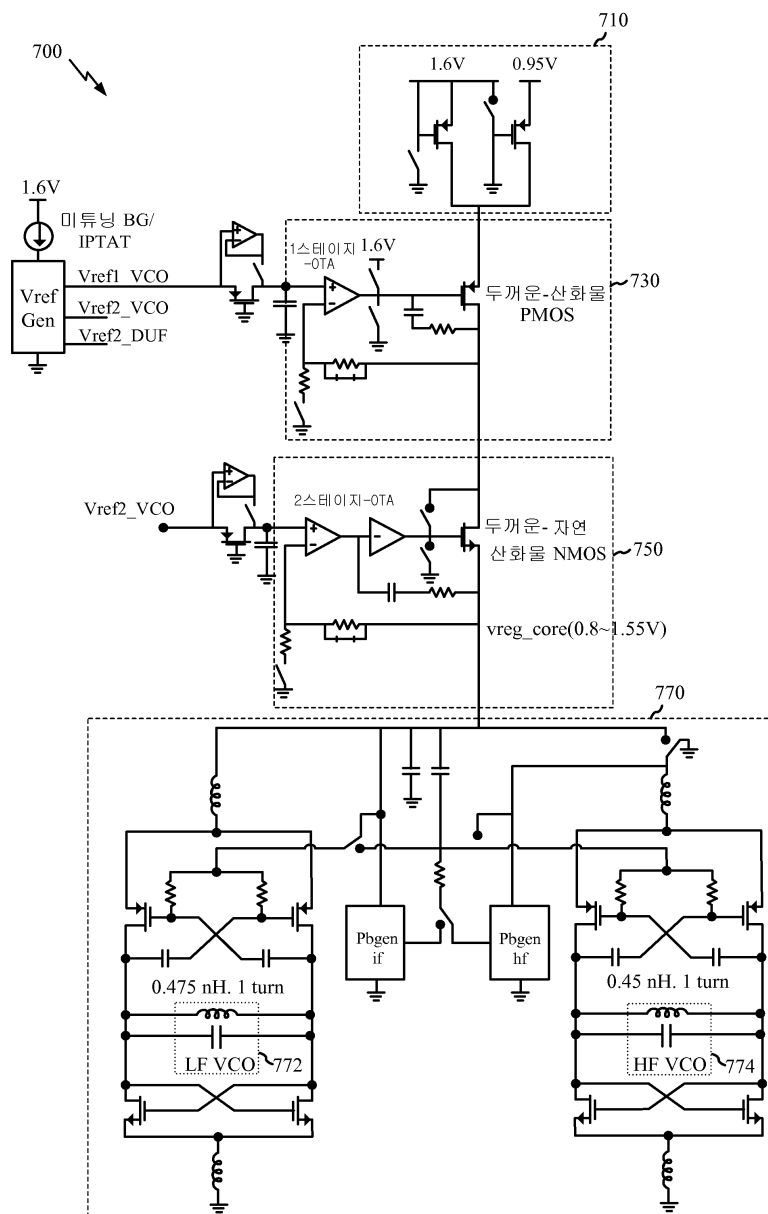 710
700
1.6V
0.95V
1.6V
미튜닝 BG/
IPTAT
Vref
Gen
Vref1_VCO
Vref2_VCO
Vref2_DUF
1스테이지
-OTA
1.6V
두꺼운-산화물
PMOS
730
Vref2_VCO
2스테이지-OTA
두꺼운- 자연
산화물 NMOS
750
vreg_core(0.8~1.55V)
770
Pbgen
if
Pbgen
hf
0.475 nH. 1 turn
LF VCO
772
0.45 nH. 1 turn
HF VCO
774